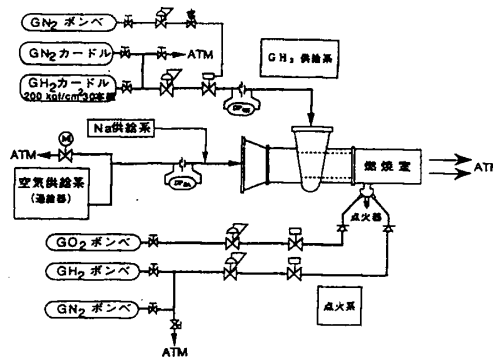 GN2 ボンベ
GN2 カードル
ATM
GH2 カードル
200 kgf/cm² 30本組
GH2 供給系
Na供給系
M
ATM
空気供給系
(過給器)
燃焼室
ATM
点火器
GO2 ボンベ
GH2 ボンベ
GN2 ボンベ
点火系
ATM